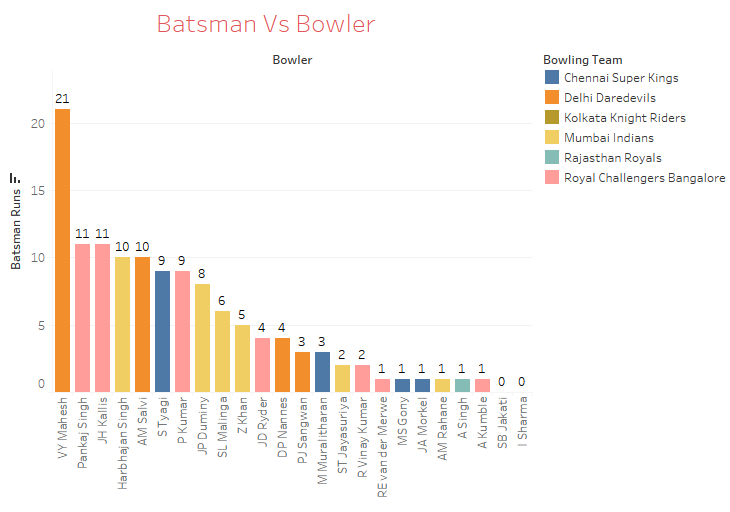 Batsman Vs Bowler
Bowler
Bowling Team
Chennai Super Kings
Delhi Daredevils
Kolkata Knight Riders
Mumbai Indians
Rajasthan Royals
Royal Challengers Bangalore
Batsman Runs
20
15
10
5
0
21
11
11
10
10
9
9
8
6
5
4
4
3
3
2
2
1
1
1
1
1
1
0
0
VY Mahesh
Pankaj Singh
JH Kallis
Harbhajan Singh
AM Salvi
S Tyagi
P Kumar
JP Duminy
SL Malinga
Z Khan
JD Ryder
DP Nannes
PJ Sangwan
M Muralitharan
ST Jayasuriya
R Vinay Kumar
RE van der Merwe
MS Gony
JA Morkel
AM Rahane
A Singh
A Kumble
SB Jakati
I Sharma